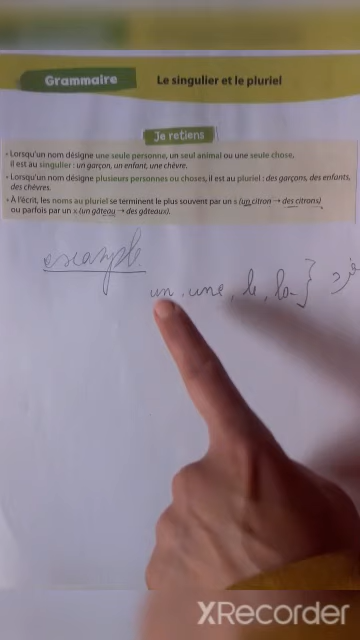 Grammaire Le singulier et le pluriel
Je retiens
• Lorsqu'un nom désigne une seule personne, un seul animal ou une seule chose,
il est au singulier : un garçon, un enfant, une chèvre.
• Lorsqu'un nom désigne plusieurs personnes ou choses, il est au pluriel : des garçons, des enfants,
des chèvres.
• À l'écrit, les noms au pluriel se terminent le plus souvent par un s (un citron → des citrons)
ou parfois par un x (un gâteau → des gâteaux).
example
un, une, le, la }
XRecorder